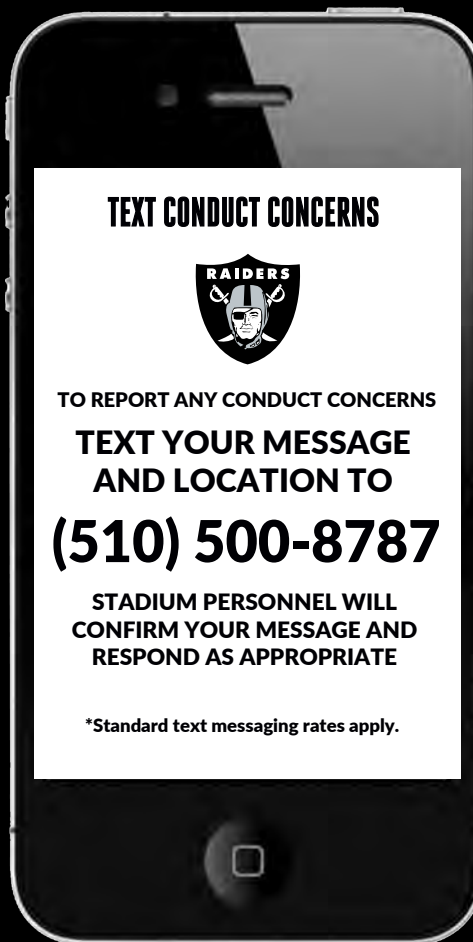 TEXT CONDUCT CONCERNS
RAIDERS
TO REPORT ANY CONDUCT CONCERNS
TEXT YOUR MESSAGE
AND LOCATION TO
(510) 500-8787
STADIUM PERSONNEL WILL
CONFIRM YOUR MESSAGE AND
RESPOND AS APPROPRIATE
*Standard text messaging rates apply.